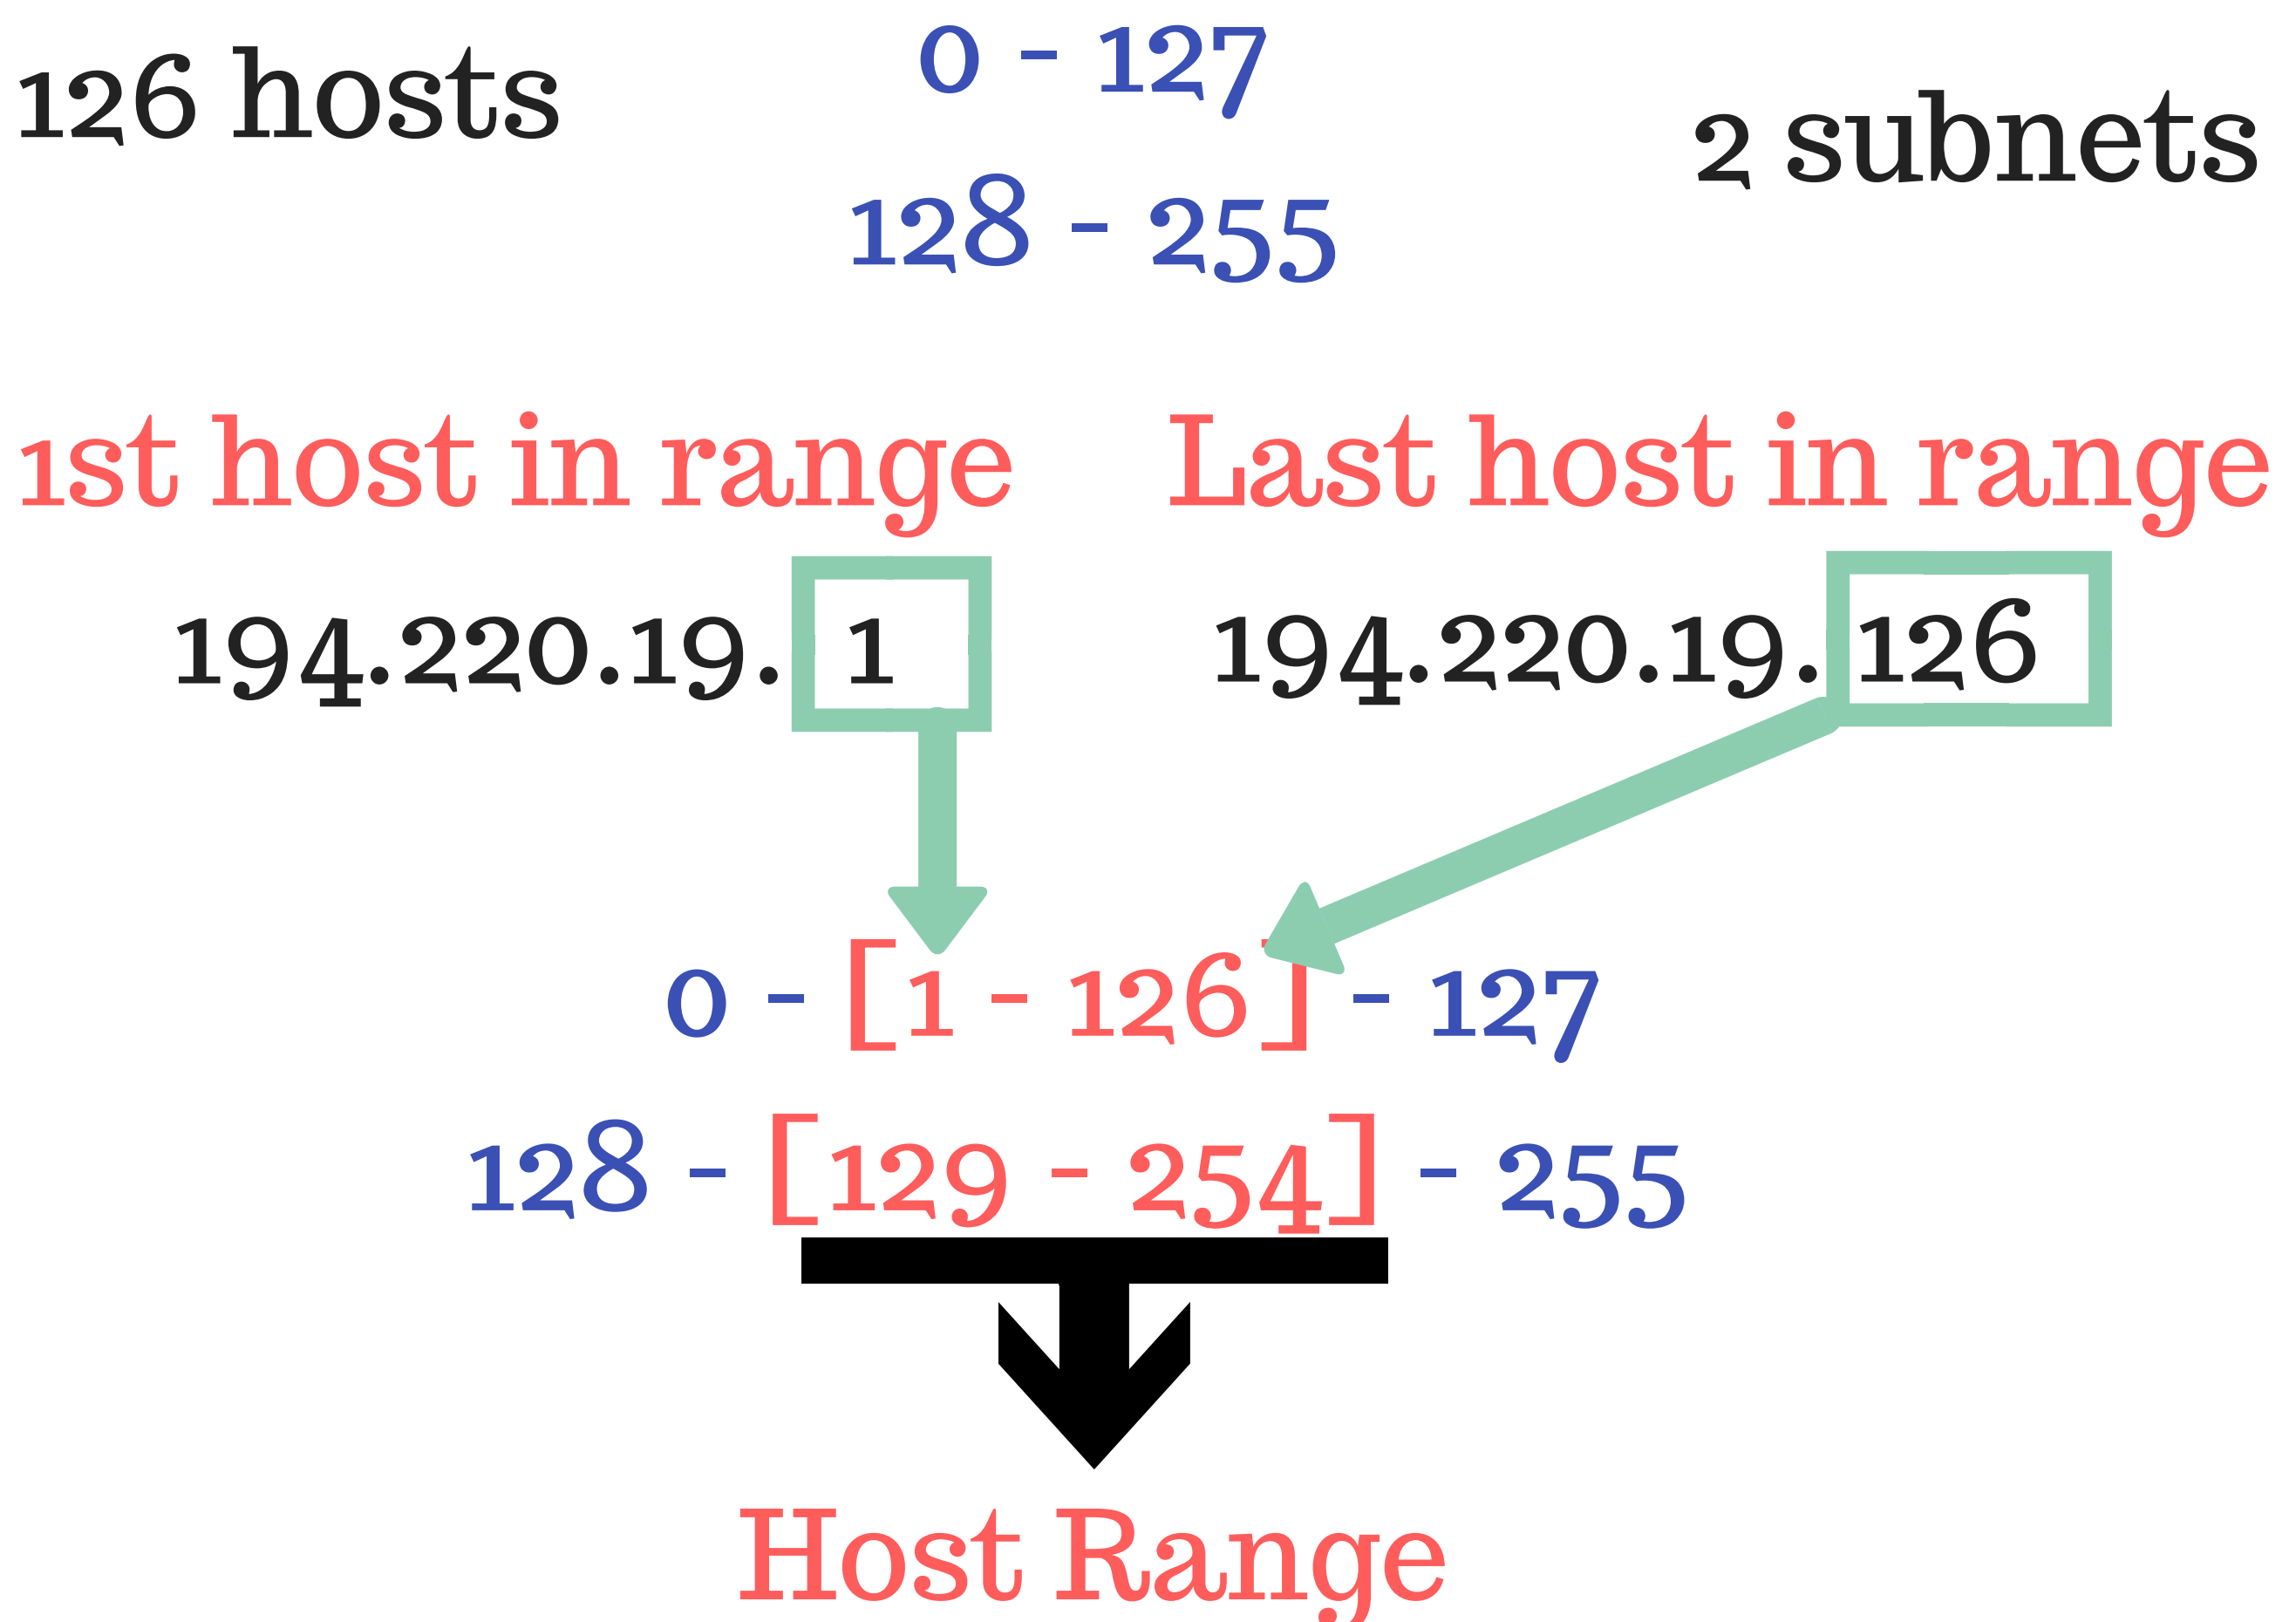 126 hosts
0 - 127
2 subnets
128 - 255
1st host in range
Last host in range
194.220.19. 1
194.220.19. 126
0 - [1 - 126] - 127
128 - [129 - 254] - 255
Host Range